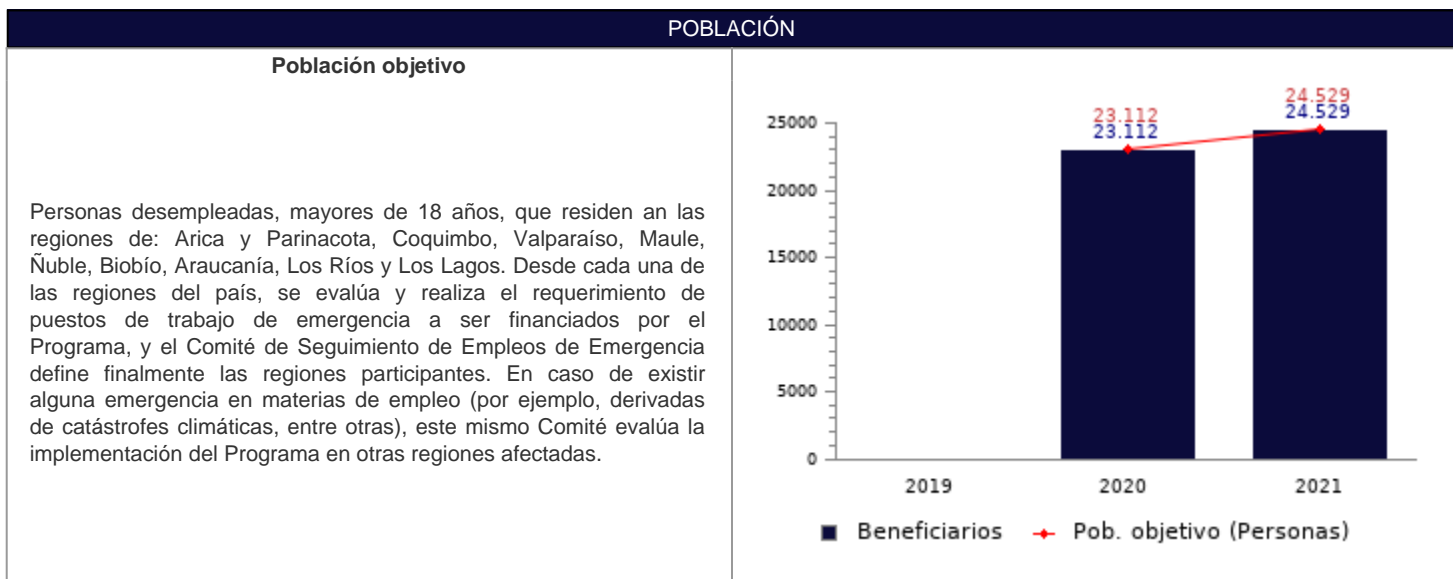 POBLACIÓN
Población objetivo
Personas desempleadas, mayores de 18 años, que residen an las
regiones de: Arica y Parinacota, Coquimbo, Valparaíso, Maule,
Ñuble, Biobío, Araucanía, Los Ríos y Los Lagos. Desde cada una de
las regiones del país, se evalúa y realiza el requerimiento de
puestos de trabajo de emergencia a ser financiados por el
Programa, y el Comité de Seguimiento de Empleos de Emergencia
define finalmente las regiones participantes. En caso de existir
alguna emergencia en materias de empleo (por ejemplo, derivadas
de catástrofes climáticas, entre otras), este mismo Comité evalúa la
implementación del Programa en otras regiones afectadas.
24.529
23.112
24.529
23.112
25000
20000
15000
10000
5000
0
2019 2020 2021
Beneficiarios Pob. objetivo (Personas)